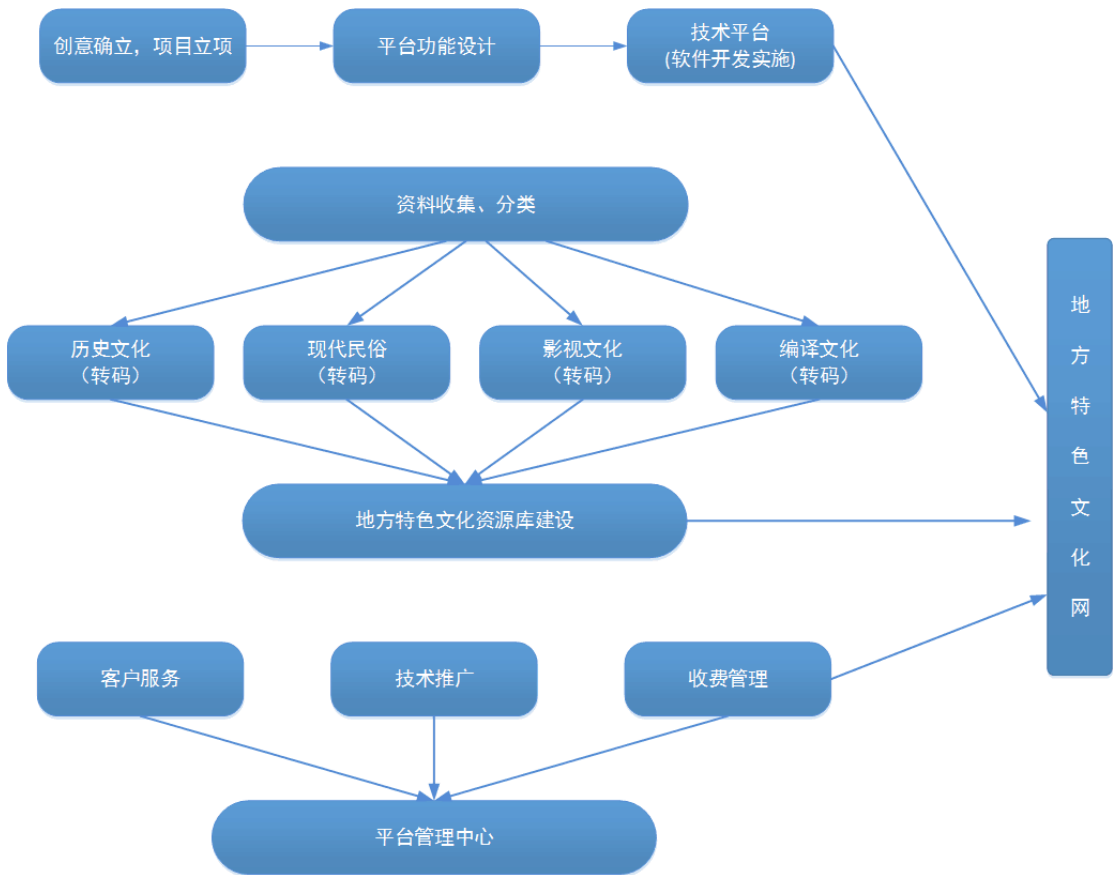 创意确立，项目立项
平台功能设计
技术平台
(软件开发实施)
资料收集、分类
历史文化
（转码）
现代民俗
（转码）
影视文化
（转码）
编译文化
（转码）
地方特色文化资源库建设
客户服务
技术推广
收费管理
平台管理中心
地
方
特
色
文
化
网